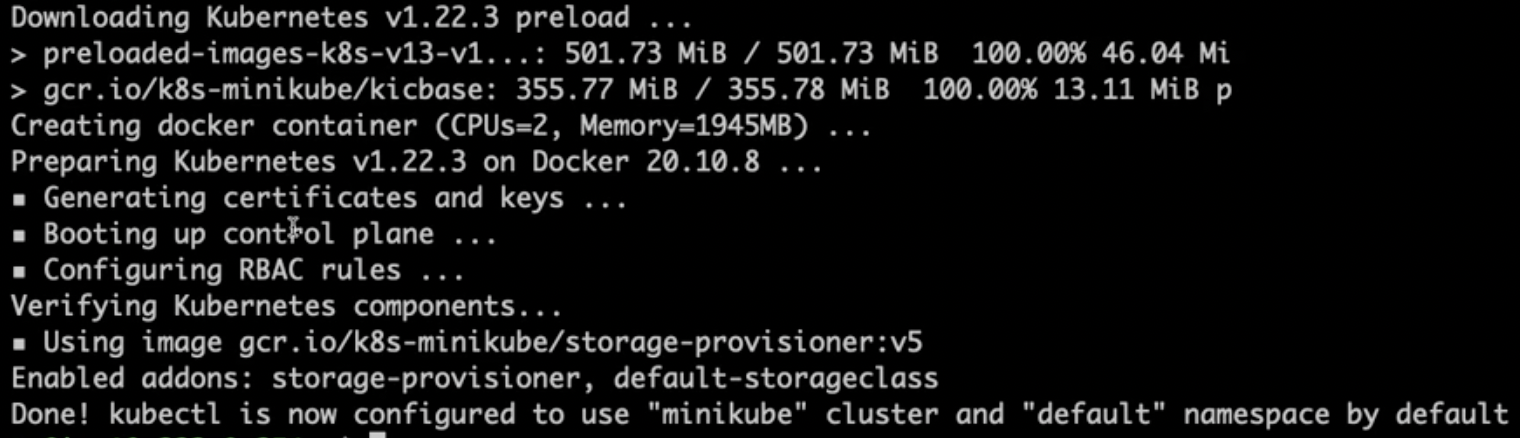 Downloading Kubernetes v1.22.3 preload ...
> preloaded-images-k8s-v13-v1...: 501.73 MiB / 501.73 MiB  100.00% 46.04 Mi
> gcr.io/k8s-minikube/kicbase: 355.77 MiB / 355.78 MiB  100.00% 13.11 MiB p
Creating docker container (CPUs=2, Memory=1945MB) ...
Preparing Kubernetes v1.22.3 on Docker 20.10.8 ...
▪ Generating certificates and keys ...
▪ Booting up control plane ...
▪ Configuring RBAC rules ...
Verifying Kubernetes components...
▪ Using image gcr.io/k8s-minikube/storage-provisioner:v5
Enabled addons: storage-provisioner, default-storageclass
Done! kubectl is now configured to use "minikube" cluster and "default" namespace by default